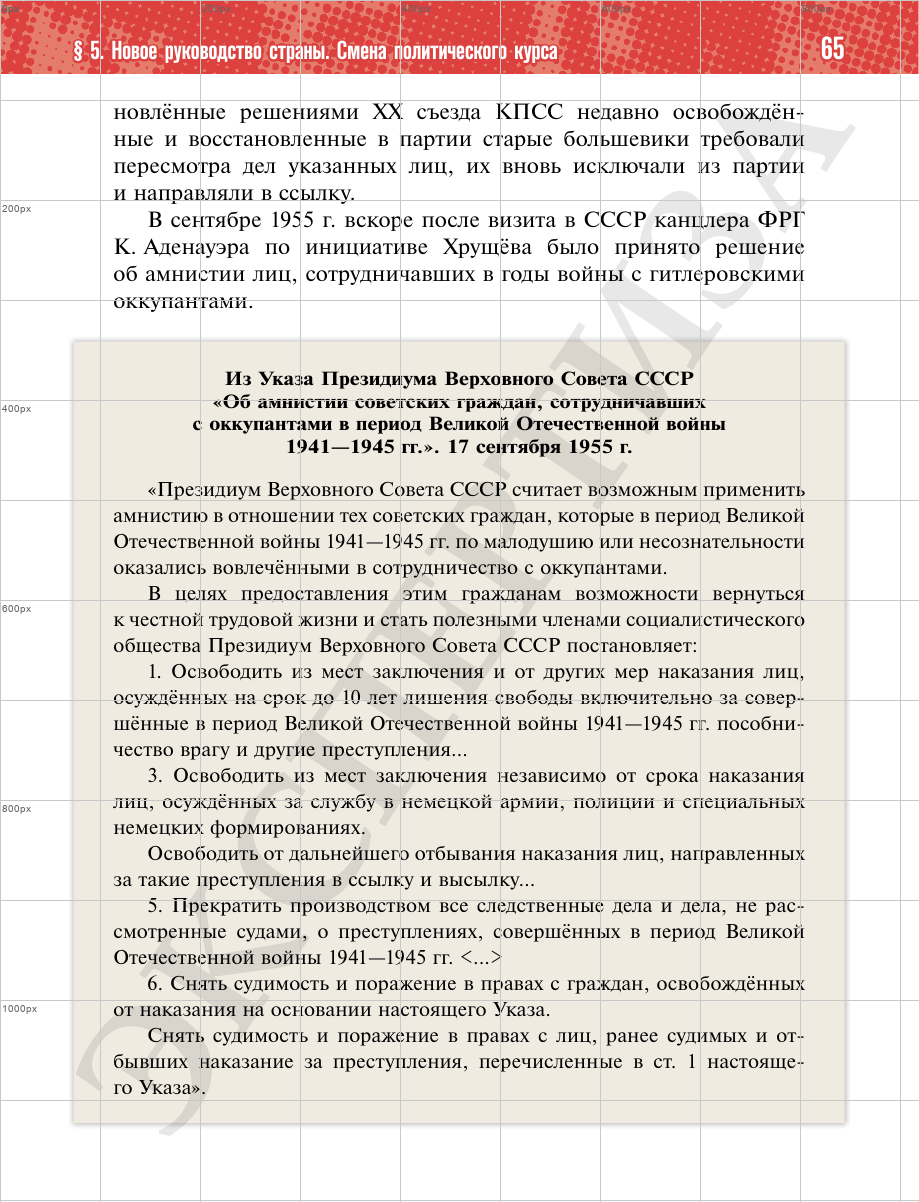 § 5. Новое руководство страны. Смена политического курса 65
новлённые решениями XX съезда КПСС недавно освобождён-
ные и восстановленные в партии старые большевики требовали
пересмотра дел указанных лиц, их вновь исключали из партии
и направляли в ссылку.
В сентябре 1955 г. вскоре после визита в СССР канцлера ФРГ
К. Аденауэра по инициативе Хрущёва было принято решение
об амнистии лиц, сотрудничавших в годы войны с гитлеровскими
оккупантами.
Из Указа Президиума Верховного Совета СССР
«Об амнистии советских граждан, сотрудничавших
с оккупантами в период Великой Отечественной войны
1941—1945 гг.». 17 сентября 1955 г.
«Президиум Верховного Совета СССР считает возможным применить
амнистию в отношении тех советских граждан, которые в период Великой
Отечественной войны 1941—1945 гг. по малодушию или несознательности
оказались вовлечёнными в сотрудничество с оккупантами.
В целях предоставления этим гражданам возможности вернуться
к честной трудовой жизни и стать полезными членами социалистического
общества Президиум Верховного Совета СССР постановляет:
1. Освободить из мест заключения и от других мер наказания лиц,
осуждённых на срок до 10 лет лишения свободы включительно за совер-
шённые в период Великой Отечественной войны 1941—1945 гг. пособни-
чество врагу и другие преступления...
3. Освободить из мест заключения независимо от срока наказания
лиц, осуждённых за службу в немецкой армии, полиции и специальных
немецких формированиях.
Освободить от дальнейшего отбывания наказания лиц, направленных
за такие преступления в ссылку и высылку...
5. Прекратить производством все следственные дела и дела, не рас-
смотренные судами, о преступлениях, совершённых в период Великой
Отечественной войны 1941—1945 гг. <...>
6. Снять судимость и поражение в правах с граждан, освобождённых
от наказания на основании настоящего Указа.
Снять судимость и поражение в правах с лиц, ранее судимых и от-
бывших наказание за преступления, перечисленные в ст. 1 настояще-
го Указа».
ЭКСПЕРТИЗА
200px
400px
600px
800px
1000px